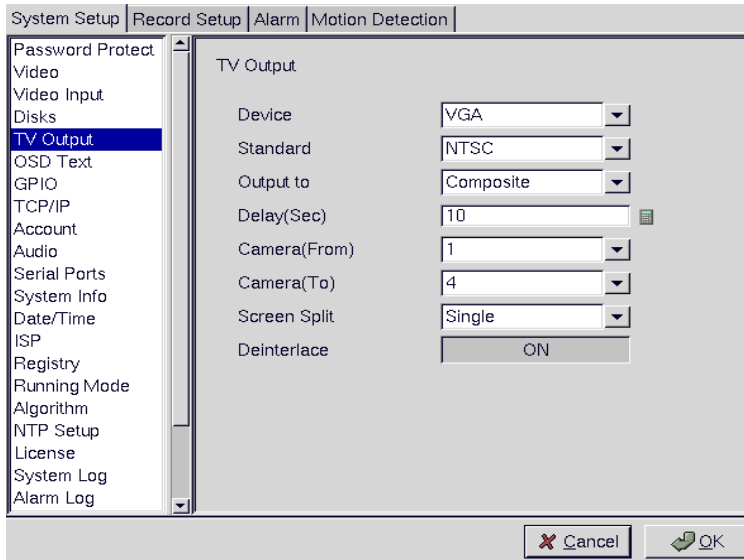 System Setup Record Setup Alarm Motion Detection
Password Protect
Video
Video Input
Disks
TV Output
OSD Text
GPIO
TCP/IP
Account
Audio
Serial Ports
System Info
Date/Time
ISP
Registry
Running Mode
Algorithm
NTP Setup
License
System Log
Alarm Log
TV Output
Device VGA
Standard NTSC
Output to Composite
Delay(Sec) 10
Camera(From) 1
Camera(To) 4
Screen Split Single
Deinterlace ON
Cancel OK